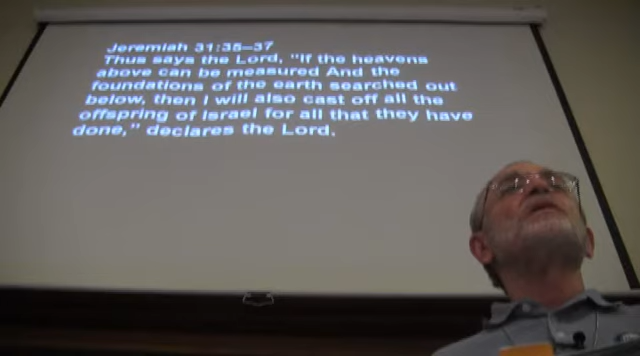 Jeremiah 31:35–37
Thus says the Lord, "If the heavens
above can be measured And the
foundations of the earth searched out
below, then I will also cast off all the
offspring of Israel for all that they have
done," declares the Lord.